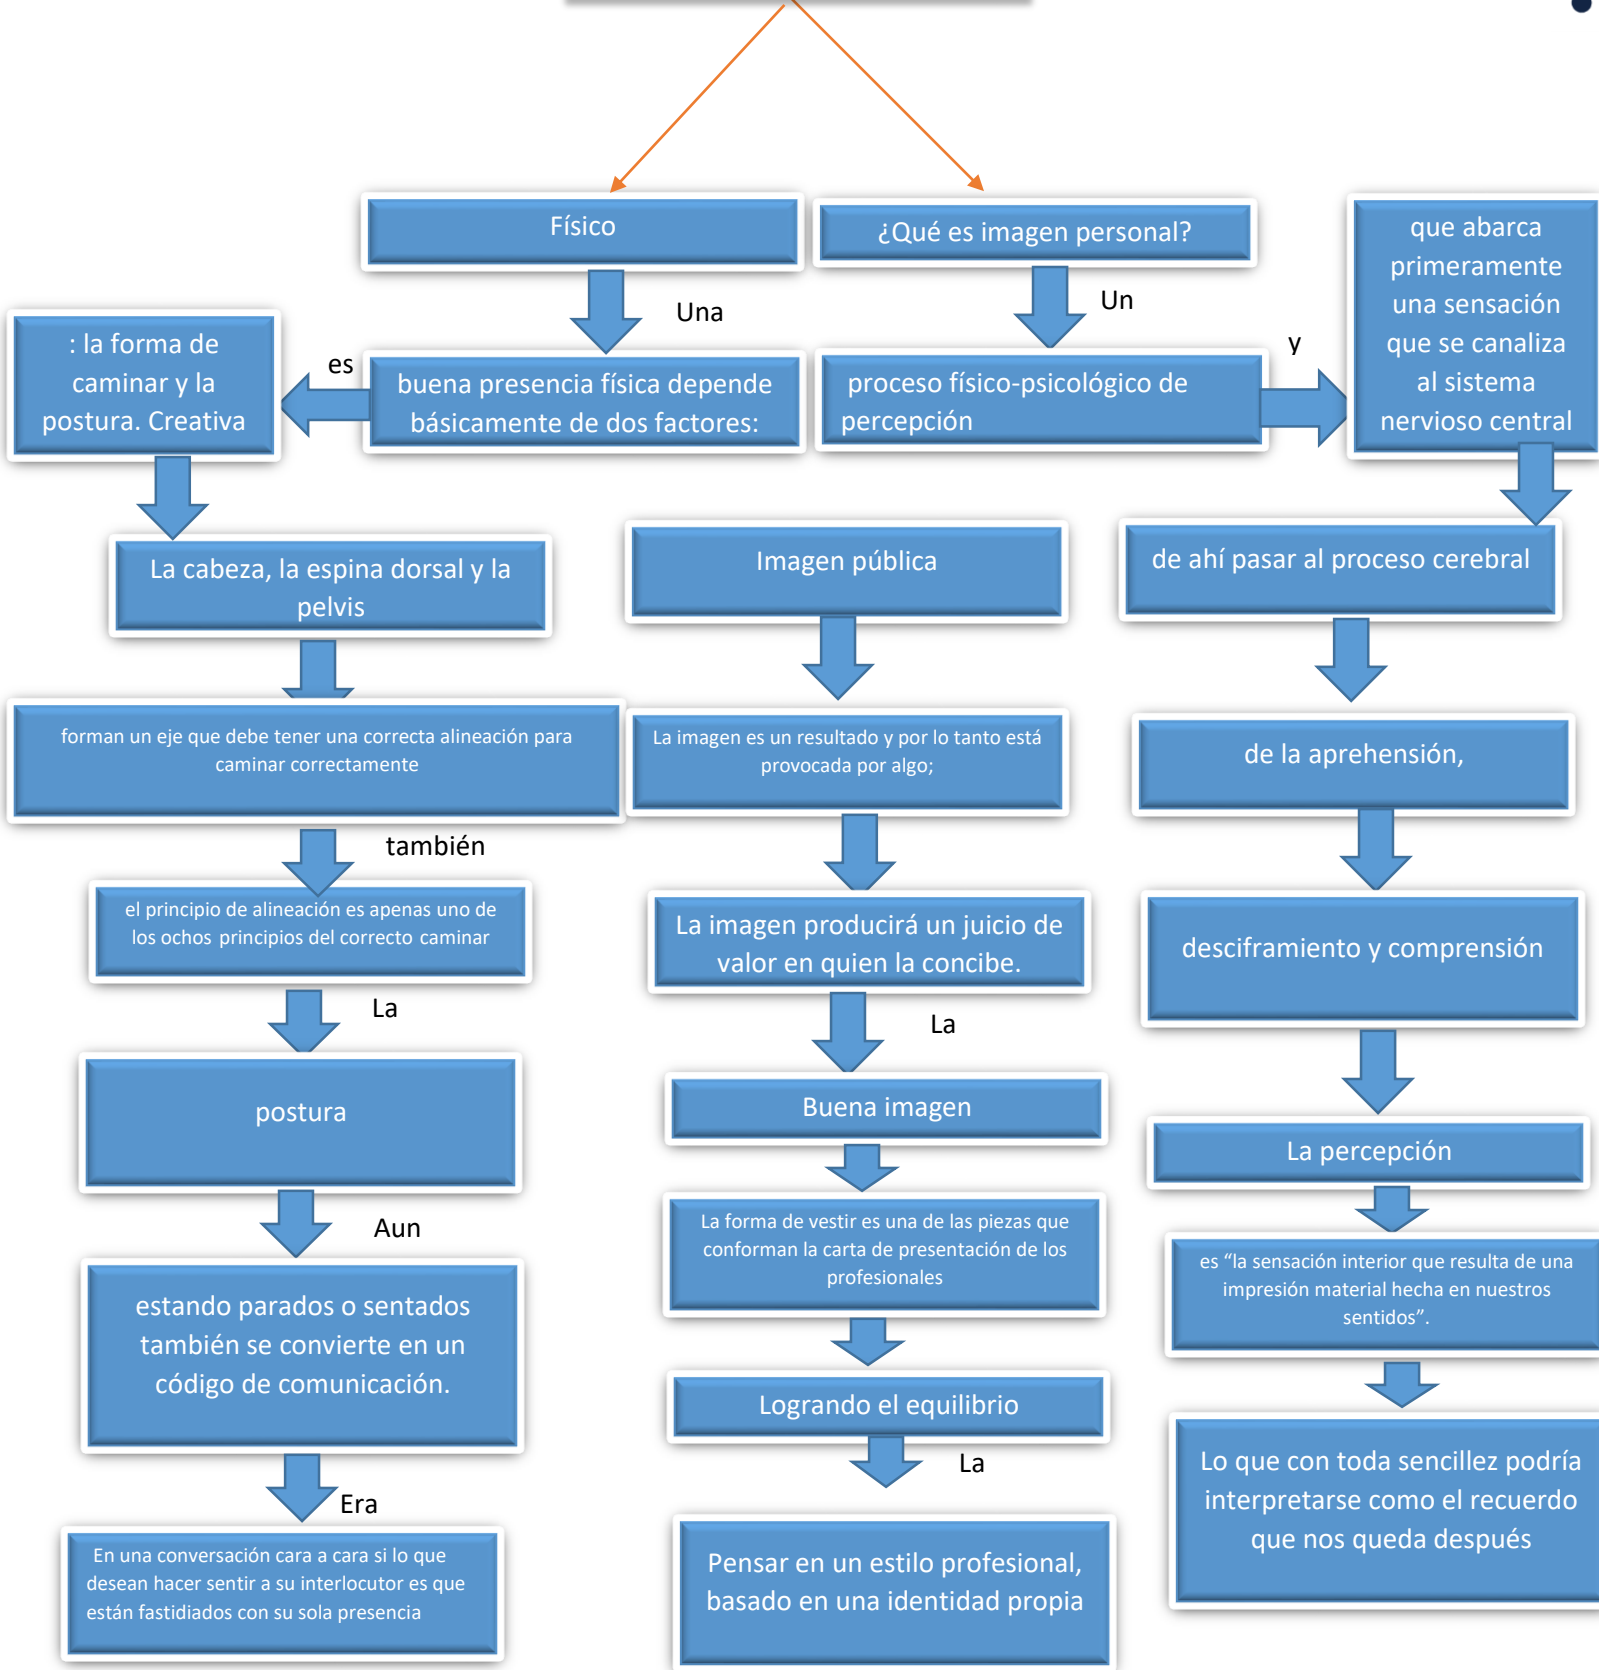 Físico
Una
buena presencia física depende
básicamente de dos factores:
es
: la forma de
caminar y la
postura. Creativa
La cabeza, la espina dorsal y la
pelvis
forman un eje que debe tener una correcta alineación para
caminar correctamente
también
el principio de alineación es apenas uno de
los ochos principios del correcto caminar
La
postura
Aun
estando parados o sentados
también se convierte en un
código de comunicación.
Era
En una conversación cara a cara si lo que
desean hacer sentir a su interlocutor es que
están fastidiados con su sola presencia
¿Qué es imagen personal?
Un
proceso físico-psicológico de
percepción
y
que abarca
primeramente
una sensación
que se canaliza
al sistema
nervioso central
de ahí pasar al proceso cerebral
de la aprehensión,
desciframiento y comprensión
La percepción
es “la sensación interior que resulta de una
impresión material hecha en nuestros
sentidos”.
Lo que con toda sencillez podría
interpretarse como el recuerdo
que nos queda después
Imagen pública
La imagen es un resultado y por lo tanto está
provocada por algo;
La imagen producirá un juicio de
valor en quien la concibe.
La
Buena imagen
La forma de vestir es una de las piezas que
conforman la carta de presentación de los
profesionales
Logrando el equilibrio
La
Pensar en un estilo profesional,
basado en una identidad propia